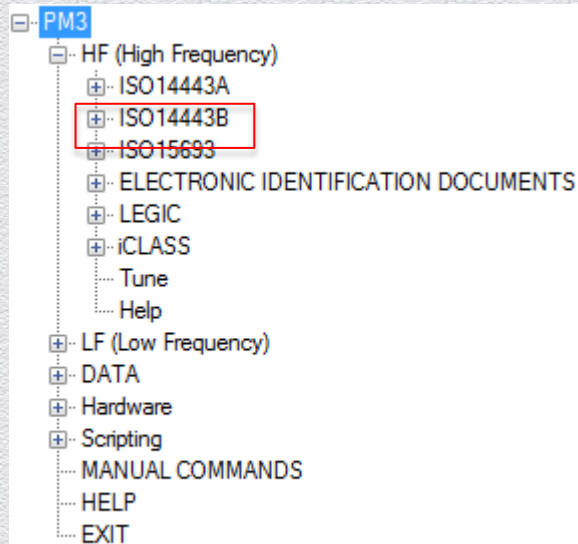 PM3
HF (High Frequency)
ISO14443A
ISO14443B
ISO15693
ELECTRONIC IDENTIFICATION DOCUMENTS
LEGIC
iCLASS
Tune
Help
LF (Low Frequency)
DATA
Hardware
Scripting
MANUAL COMMANDS
HELP
EXIT